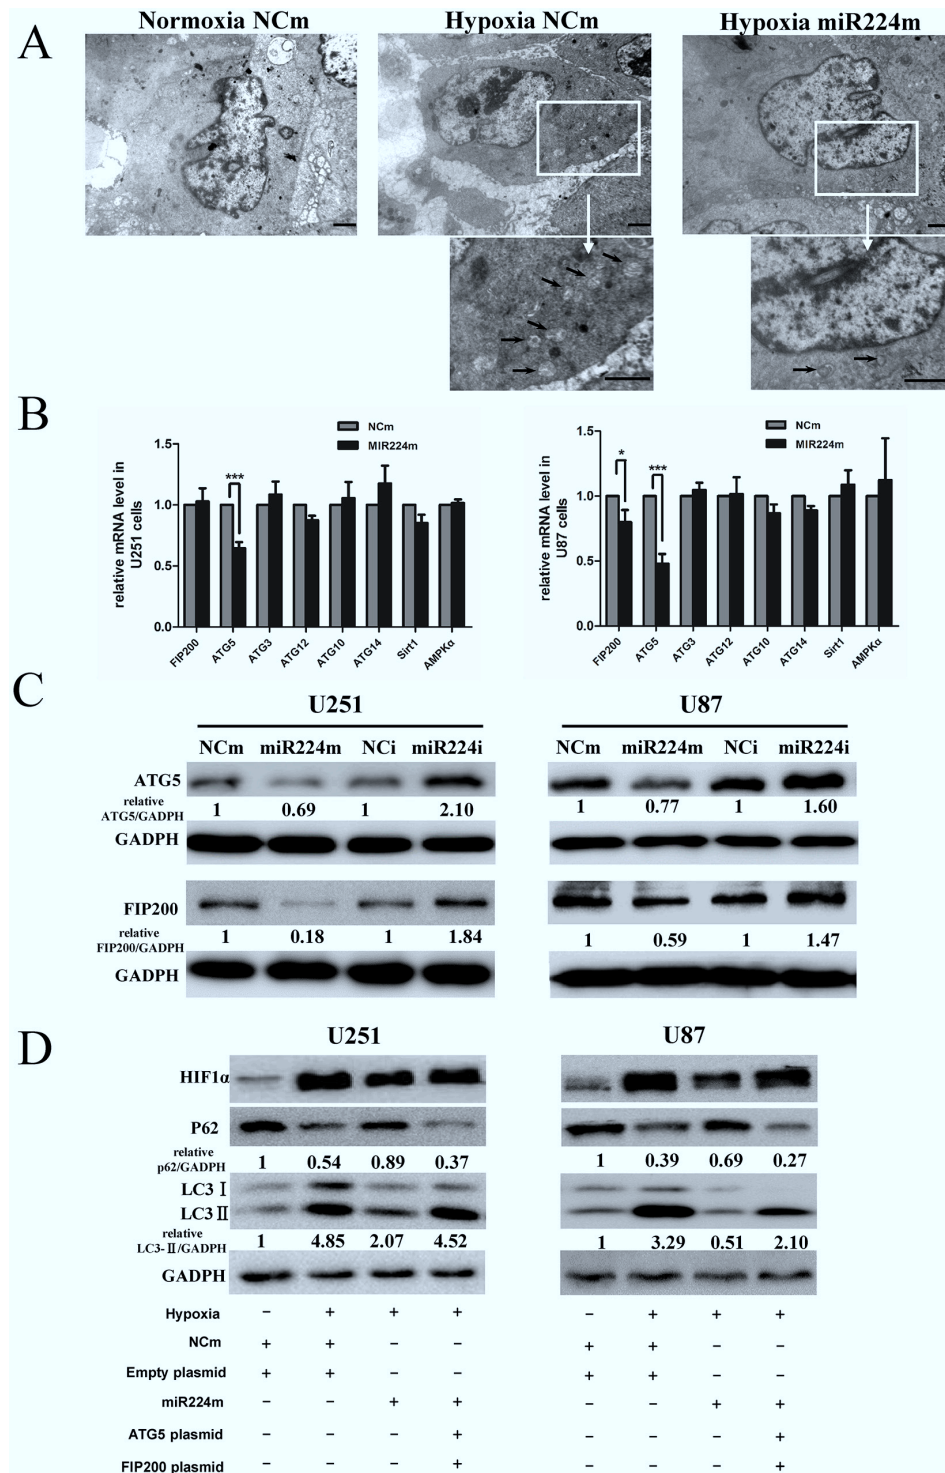 A
Normoxia NCm
Hypoxia NCm
Hypoxia miR224m
B
relative mRNA level in
U251 cells
1.5
1.0
0.5
0.0
NCm
MIR224m
***
FIP200
ATG5
ATG3
ATG12
ATG10
ATG14
Sirt1
AMPKα
relative mRNA level in
U87 cells
1.5
1.0
0.5
0.0
NCm
MIR224m
*
***
FIP200
ATG5
ATG3
ATG12
ATG10
ATG14
Sirt1
AMPKα
C
U251
U87
NCm miR224m NCi miR224i
NCm miR224m NCi miR224i
ATG5
relative
ATG5/GADPH
1 0.69 1 2.10
1 0.77 1 1.60
GADPH
FIP200
relative
FIP200/GADPH
1 0.18 1 1.84
1 0.59 1 1.47
GADPH
D
U251
U87
HIF1α
P62
relative
p62/GADPH
1 0.54 0.89 0.37
1 0.39 0.69 0.27
LC3 Ⅰ
LC3 Ⅱ
relative
LC3-Ⅱ/GADPH
1 4.85 2.07 4.52
1 3.29 0.51 2.10
GADPH
Hypoxia − + + + − + + +
NCm + + − − + + − −
Empty plasmid + + − − + + − −
miR224m − − + + − − + +
ATG5 plasmid − − − + − − − +
FIP200 plasmid − − − + − − − +